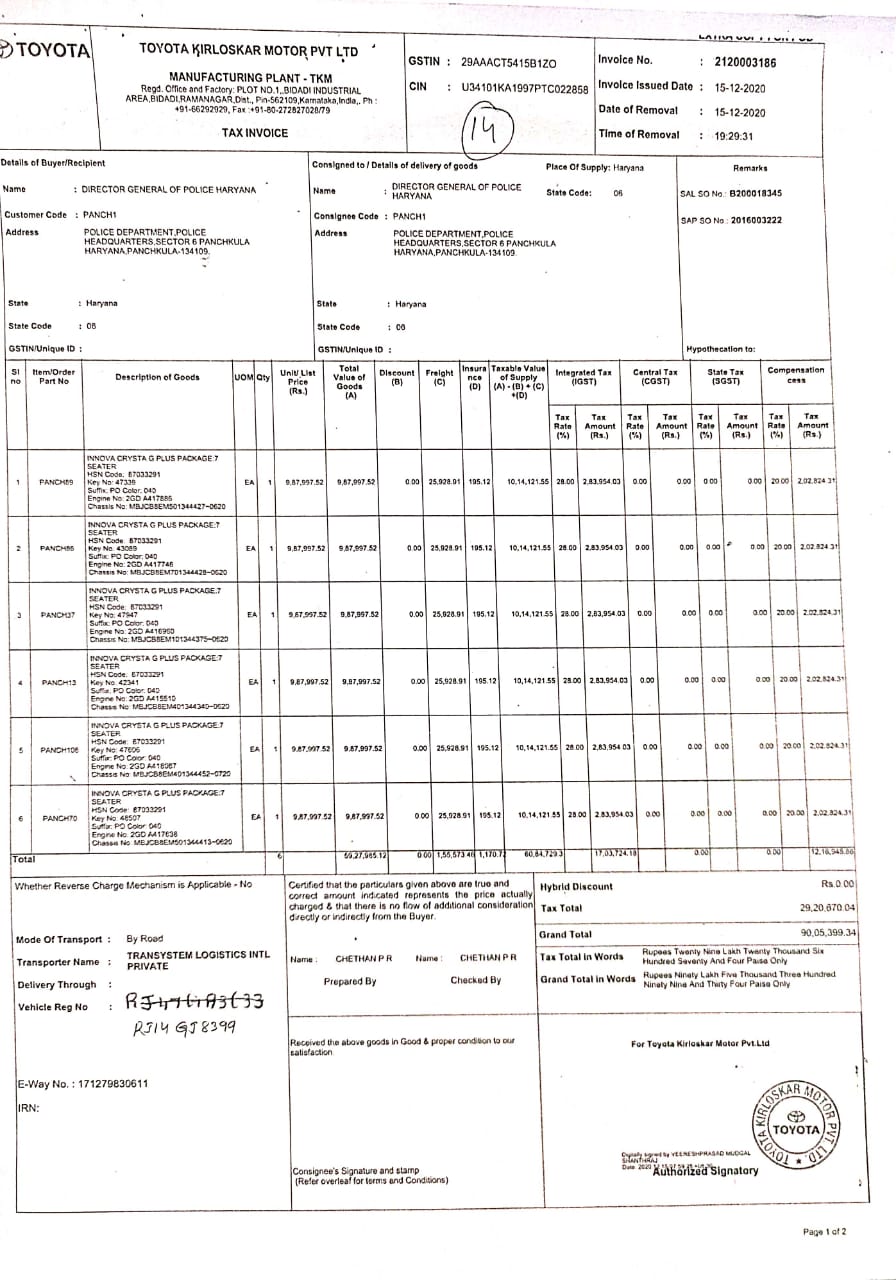 TOYOTA
TOYOTA KIRLOSKAR MOTOR PVT LTD
MANUFACTURING PLANT - TKM
Regd. Office and Factory: PLOT NO.1,,BIDADI INDUSTRIAL
AREA,BIDADI,RAMANAGAR,Dist., Pin-562109,Karnataka,India,, Ph :
+91-66292929, Fax :+91-80-272827028/79
TAX INVOICE
GSTIN : 29AAACT5415B1ZO
CIN : U34101KA1997PTC022858
14
Invoice No. : 2120003186
Invoice Issued Date : 15-12-2020
Date of Removal : 15-12-2020
Time of Removal : 19:29:31
Details of Buyer/Recipient
Name : DIRECTOR GENERAL OF POLICE HARYANA
Customer Code : PANCH1
Address POLICE DEPARTMENT,POLICE
HEADQUARTERS,SECTOR 6 PANCHKULA
HARYANA,PANCHKULA-134109.
State : Haryana
State Code : 06
GSTIN/Unique ID :
Consigned to / Details of delivery of goods Place Of Supply: Haryana
Name : DIRECTOR GENERAL OF POLICE
HARYANA
State Code: 06
Consignee Code : PANCH1
Address POLICE DEPARTMENT,POLICE
HEADQUARTERS,SECTOR 6 PANCHKULA
HARYANA,PANCHKULA-134109.
State : Haryana
State Code : 06
GSTIN/Unique ID :
Remarks
SAL SO No.: B200018345
SAP SO No.: 2016003222
Hypothecation to:
Sl no Item/Order Part No Description of Goods UOM Qty Unit/ List Price (Rs.) Total Value of Goods (A) Discount (B) Freight (C) Insura nce (D) Taxable Value of Supply (A) - (B) + (C) +(D) Integrated Tax (IGST) Central Tax (CGST) State Tax (SGST) Compensation cess
Tax Rate (%) Tax Amount (Rs.) Tax Rate (%) Tax Amount (Rs.) Tax Rate (%) Tax Amount (Rs.) Tax Rate (%) Tax Amount (Rs.)
INNOVA CRYSTA G PLUS PACKAGE:7
SEATER
HSN Code: 87033291
Key No: 47339
Suffix: PO Color: 040
Engine No: 2GD A417885
Chassis No: MBJCB8EM501344427-0620
1 PANCH89 EA 1 9,87,997.52 9,87,997.52 0.00 25,928.91 195.12 10,14,121.55 28.00 2,83,954.03 0.00 0.00 0.00 0.00 20.00 2,02,824.31
INNOVA CRYSTA G PLUS PACKAGE:7
SEATER
HSN Code: 87033291
Key No: 43089
Suffix: PO Color: 040
Engine No: 2GD A417746
Chassis No: MBJCB8EM701344428-0620
2 PANCH86 EA 1 9,87,997.52 9,87,997.52 0.00 25,928.91 195.12 10,14,121.55 28.00 2,83,954.03 0.00 0.00 0.00 0.00 20.00 2,02,824.31
INNOVA CRYSTA G PLUS PACKAGE:7
SEATER
HSN Code: 87033291
Key No: 47947
Suffix: PO Color: 040
Engine No: 2GD A416960
Chassis No: MBJCB8EM101344375-0620
3 PANCH37 EA 1 9,87,997.52 9,87,997.52 0.00 25,928.91 195.12 10,14,121.55 28.00 2,83,954.03 0.00 0.00 0.00 0.00 20.00 2,02,824.31
INNOVA CRYSTA G PLUS PACKAGE:7
SEATER
HSN Code: 87033291
Key No: 42341
Suffix: PO Color: 040
Engine No: 2GD A415510
Chassis No: MBJCB8EM401344340-0620
4 PANCH13 EA 1 9,87,997.52 9,87,997.52 0.00 25,928.91 195.12 10,14,121.55 28.00 2,83,954.03 0.00 0.00 0.00 0.00 20.00 2,02,824.31
INNOVA CRYSTA G PLUS PACKAGE:7
SEATER
HSN Code: 87033291
Key No: 47606
Suffix: PO Color: 040
Engine No: 2GD A418067
Chassis No: MBJCB8EM401344452-0720
5 PANCH106 EA 1 9,87,997.52 9,87,997.52 0.00 25,928.91 195.12 10,14,121.55 28.00 2,83,954.03 0.00 0.00 0.00 0.00 20.00 2,02,824.31
INNOVA CRYSTA G PLUS PACKAGE:7
SEATER
HSN Code: 87033291
Key No: 48507
Suffix: PO Color: 040
Engine No: 2GD A417638
Chassis No: MBJCB8EM501344413-0620
6 PANCH70 EA 1 9,87,997.52 9,87,997.52 0.00 25,928.91 195.12 10,14,121.55 28.00 2,83,954.03 0.00 0.00 0.00 0.00 20.00 2,02,824.31
Total 6 59,27,985.12 0.00 1,55,573.46 1,170.72 60,84,729.3 17,03,724.18 0.00 0.00 12,16,945.86
Whether Reverse Charge Mechanism is Applicable - No
Mode Of Transport : By Road
Transporter Name : TRANSYSTEM LOGISTICS INTL
PRIVATE
Delivery Through :
Vehicle Reg No :
RJ14 GJ8399
E-Way No. : 171279830611
IRN:
Certified that the particulars given above are true and
correct amount indicated represents the price actually
charged & that there is no flow of additional consideration
directly or indirectly from the Buyer.
Name : CHETHAN P R Name : CHETHAN P R
Prepared By Checked By
Received the above goods in Good & proper condition to our
satisfaction
Consignee's Signature and stamp
(Refer overleaf for terms and Conditions)
Hybrid Discount Rs.0.00
Tax Total 29,20,670.04
Grand Total 90,05,399.34
Tax Total in Words Rupees Twenty Nine Lakh Twenty Thousand Six
Hundred Seventy And Four Paisa Only
Grand Total in Words Rupees Ninety Lakh Five Thousand Three Hundred
Ninety Nine And Thirty Four Paise Only
For Toyota Kirloskar Motor Pvt.Ltd
TOYOTA KIRLOSKAR MOTOR PVT. LTD.
TOYOTA
Digitally signed by VEERESHPRASAD MUDGAL
SHANTHRAJ
Authorized Signatory
Page 1 of 2